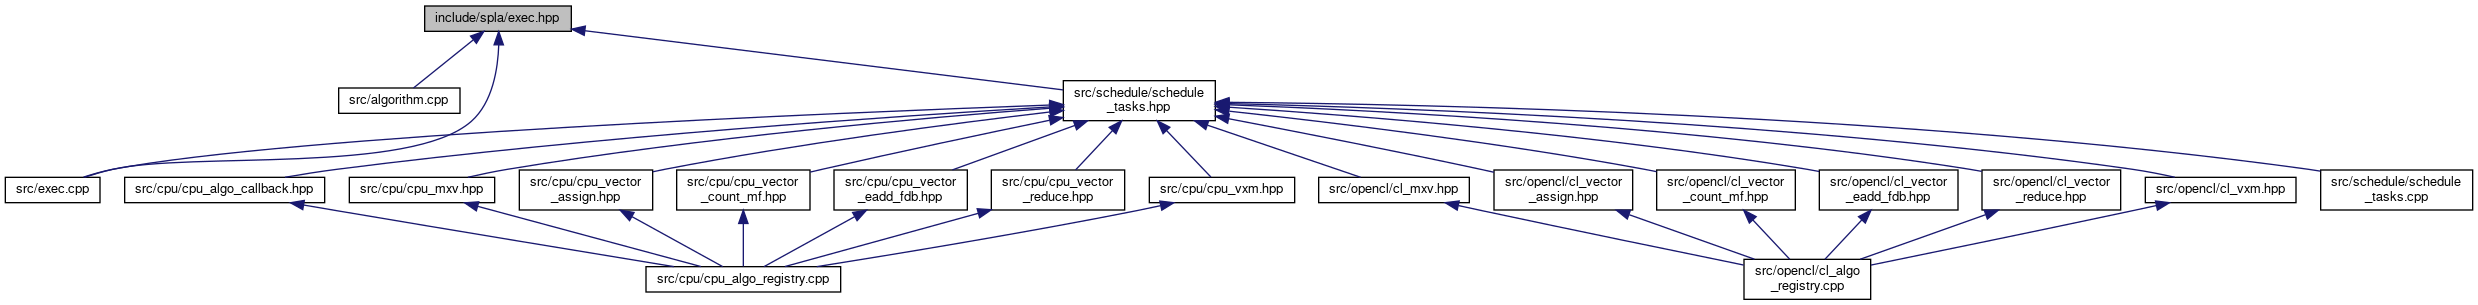 include/spla/exec.hpp
src/algorithm.cpp
src/schedule/schedule
_tasks.hpp
src/exec.cpp
src/cpu/cpu_algo_callback.hpp
src/cpu/cpu_mxv.hpp
src/cpu/cpu_vector
_assign.hpp
src/cpu/cpu_vector
_count_mf.hpp
src/cpu/cpu_vector
_eadd_fdb.hpp
src/cpu/cpu_vector
_reduce.hpp
src/cpu/cpu_vxm.hpp
src/opencl/cl_mxv.hpp
src/opencl/cl_vector
_assign.hpp
src/opencl/cl_vector
_count_mf.hpp
src/opencl/cl_vector
_eadd_fdb.hpp
src/opencl/cl_vector
_reduce.hpp
src/opencl/cl_vxm.hpp
src/schedule/schedule
_tasks.cpp
src/cpu/cpu_algo_registry.cpp
src/opencl/cl_algo
_registry.cpp